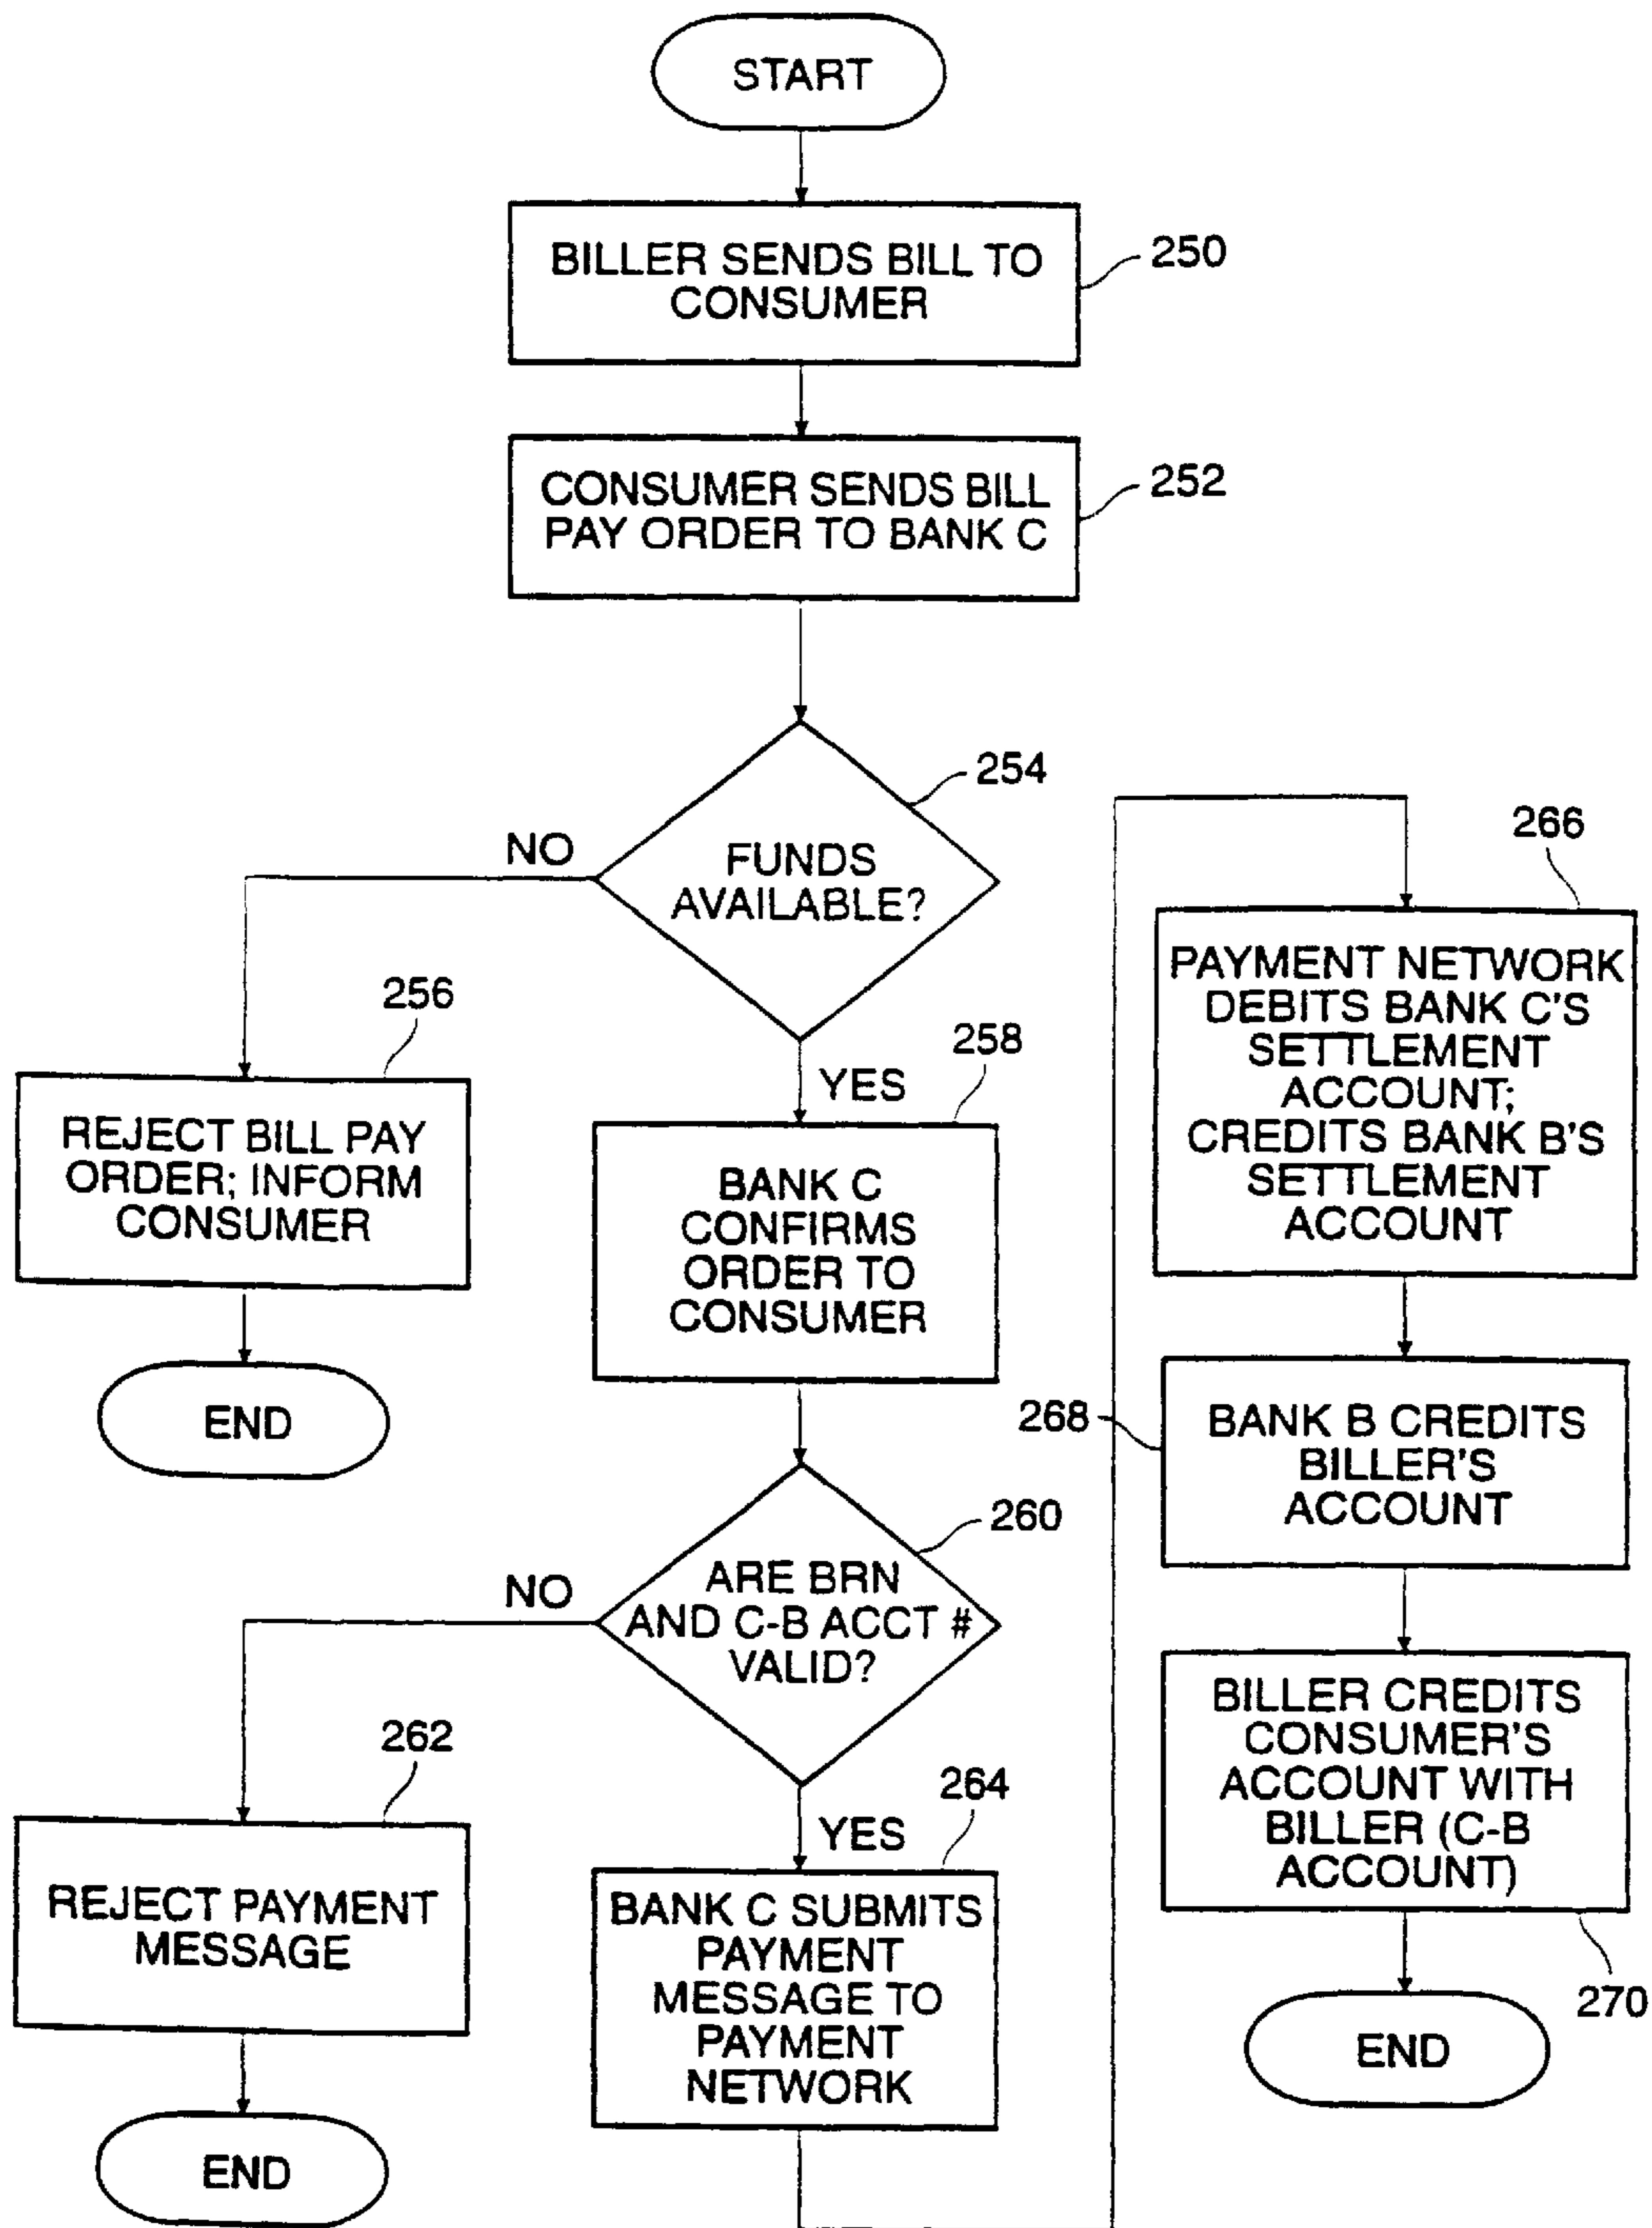 START
BILLER SENDS BILL TO
CONSUMER
250
CONSUMER SENDS BILL
PAY ORDER TO BANK C
252
254
FUNDS
AVAILABLE?
NO
256
REJECT BILL PAY
ORDER; INFORM
CONSUMER
END
YES
258
BANK C
CONFIRMS
ORDER TO
CONSUMER
260
ARE BRN
AND C-B ACCT #
VALID?
NO
262
REJECT PAYMENT
MESSAGE
END
YES
264
BANK C SUBMITS
PAYMENT
MESSAGE TO
PAYMENT
NETWORK
266
PAYMENT NETWORK
DEBITS BANK C'S
SETTLEMENT
ACCOUNT;
CREDITS BANK B'S
SETTLEMENT
ACCOUNT
268
BANK B CREDITS
BILLER'S
ACCOUNT
BILLER CREDITS
CONSUMER'S
ACCOUNT WITH
BILLER (C-B
ACCOUNT)
270
END